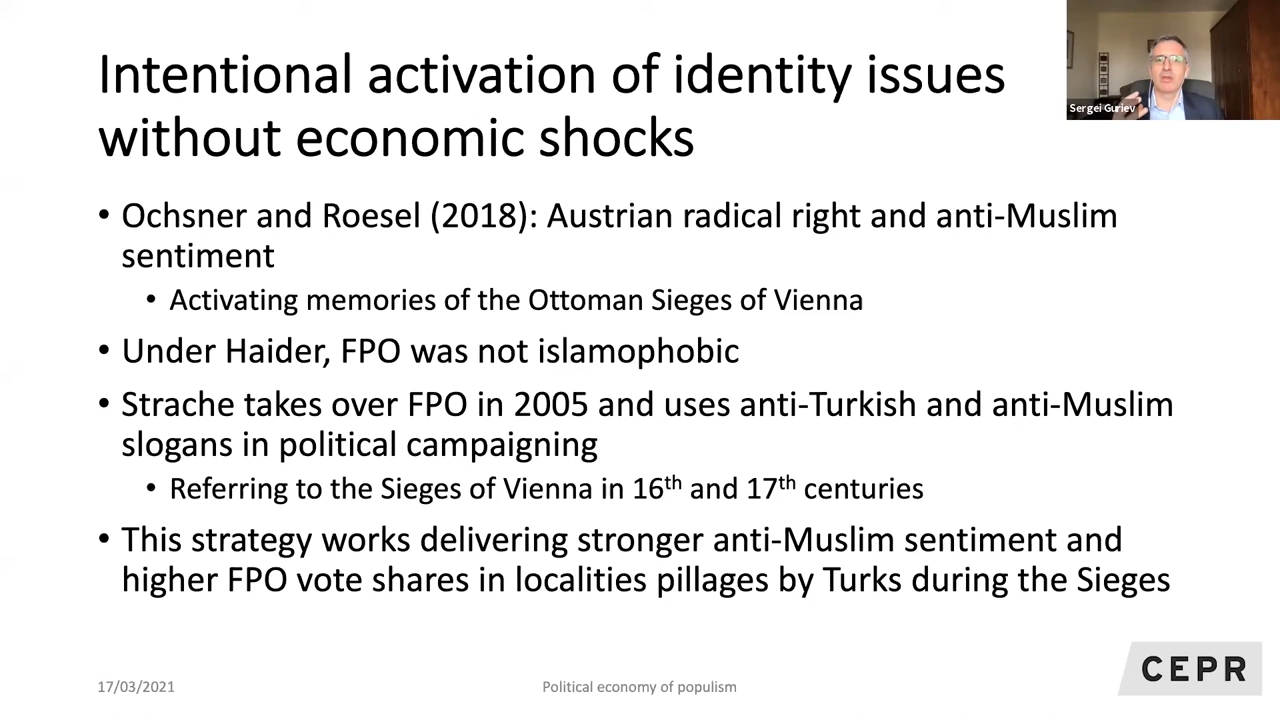 Intentional activation of identity issues
without economic shocks
Sergei Guriev
• Ochsner and Roesel (2018): Austrian radical right and anti-Muslim
sentiment
• Activating memories of the Ottoman Sieges of Vienna
• Under Haider, FPO was not islamophobic
• Strache takes over FPO in 2005 and uses anti-Turkish and anti-Muslim
slogans in political campaigning
• Referring to the Sieges of Vienna in 16th and 17th centuries
• This strategy works delivering stronger anti-Muslim sentiment and
higher FPO vote shares in localities pillages by Turks during the Sieges
17/03/2021
Political economy of populism
CEPR